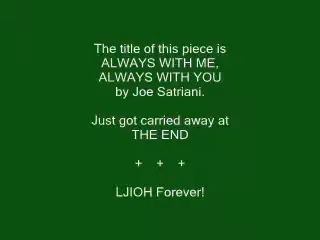 The title of this piece is
ALWAYS WITH ME,
ALWAYS WITH YOU
by Joe Satriani.
Just got carried away at
THE END
+ + +
LJIOH Forever!